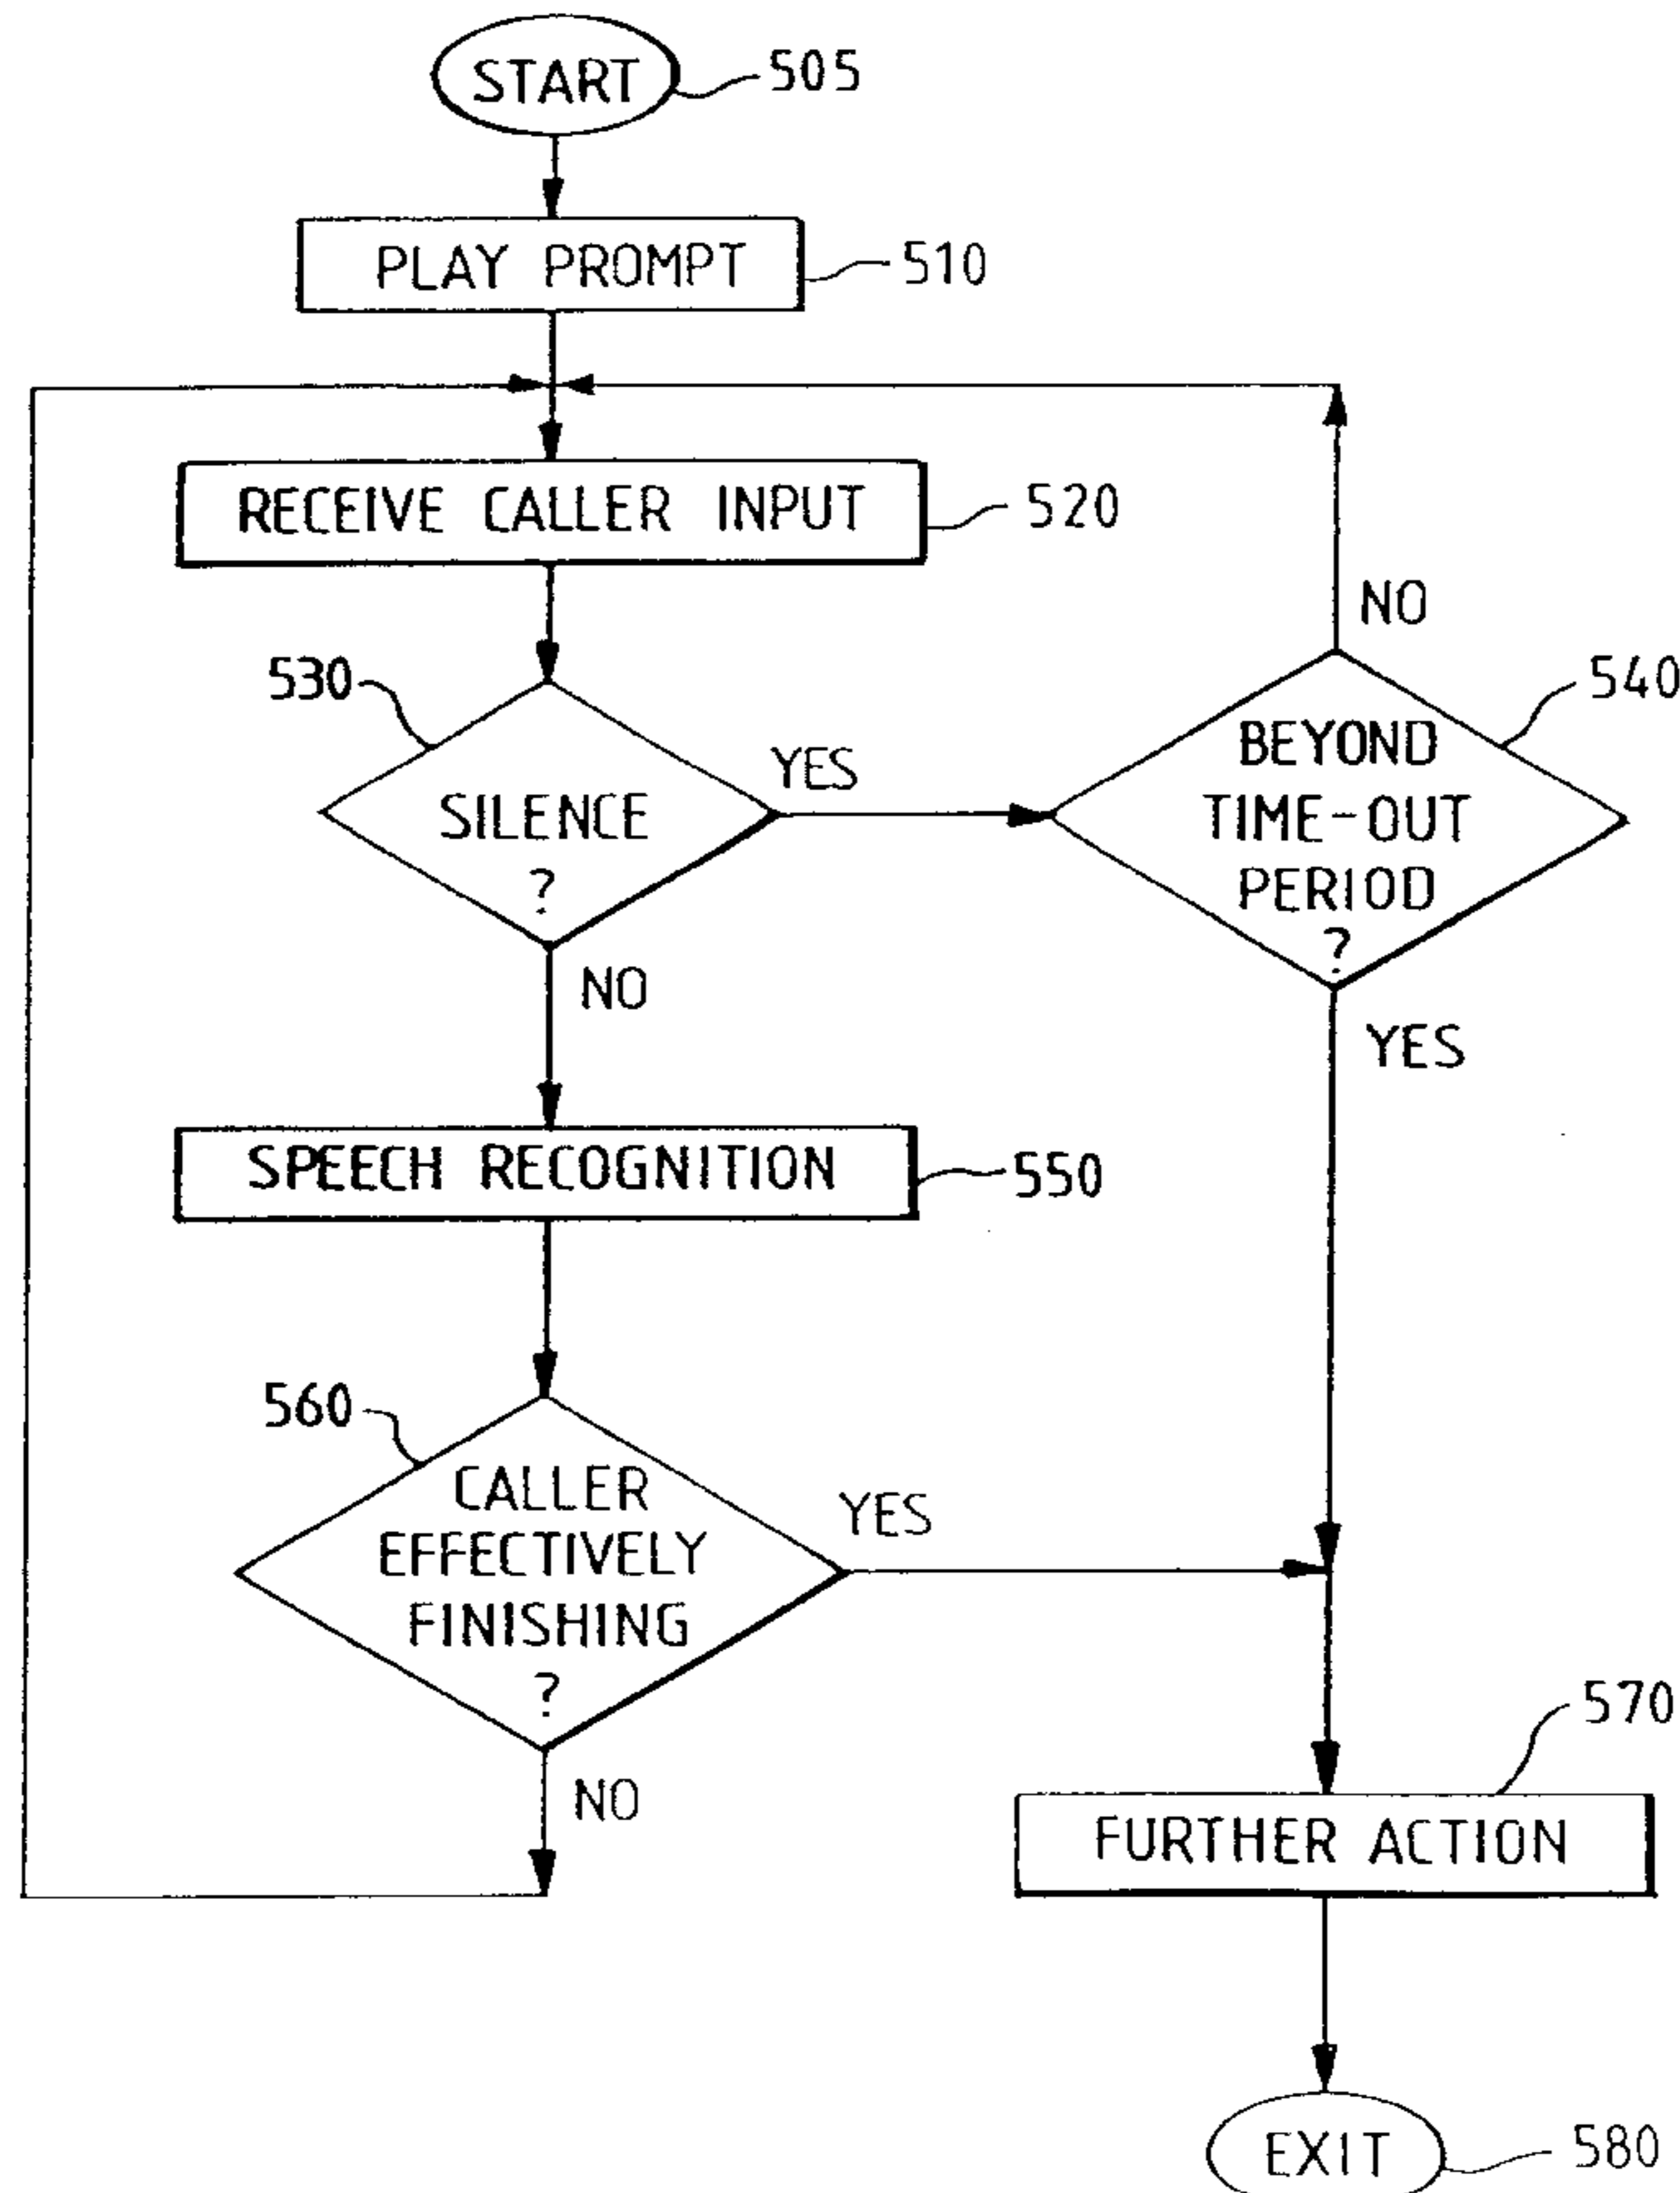 START
505
PLAY PROMPT
510
RECEIVE CALLER INPUT
520
NO
530
540
SILENCE
?
YES
BEYOND
TIME-OUT
PERIOD
?
NO
YES
SPEECH RECOGNITION
550
560
CALLER
EFFECTIVELY
FINISHING
?
YES
NO
570
FURTHER ACTION
EXIT
580